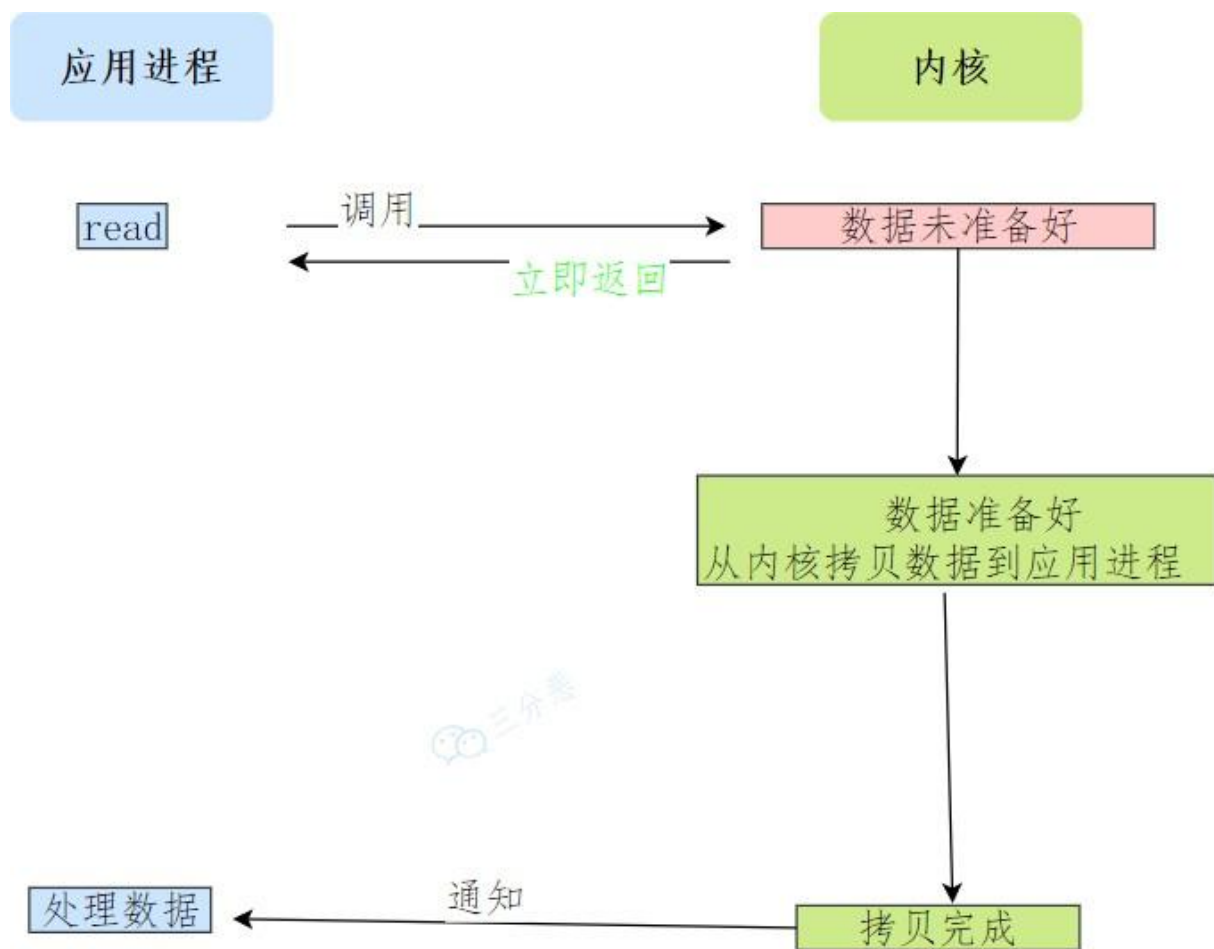 应用进程
内核
read
调用
数据未准备好
立即返回
数据准备好
从内核拷贝数据到应用进程
三分恶
处理数据
通知
拷贝完成